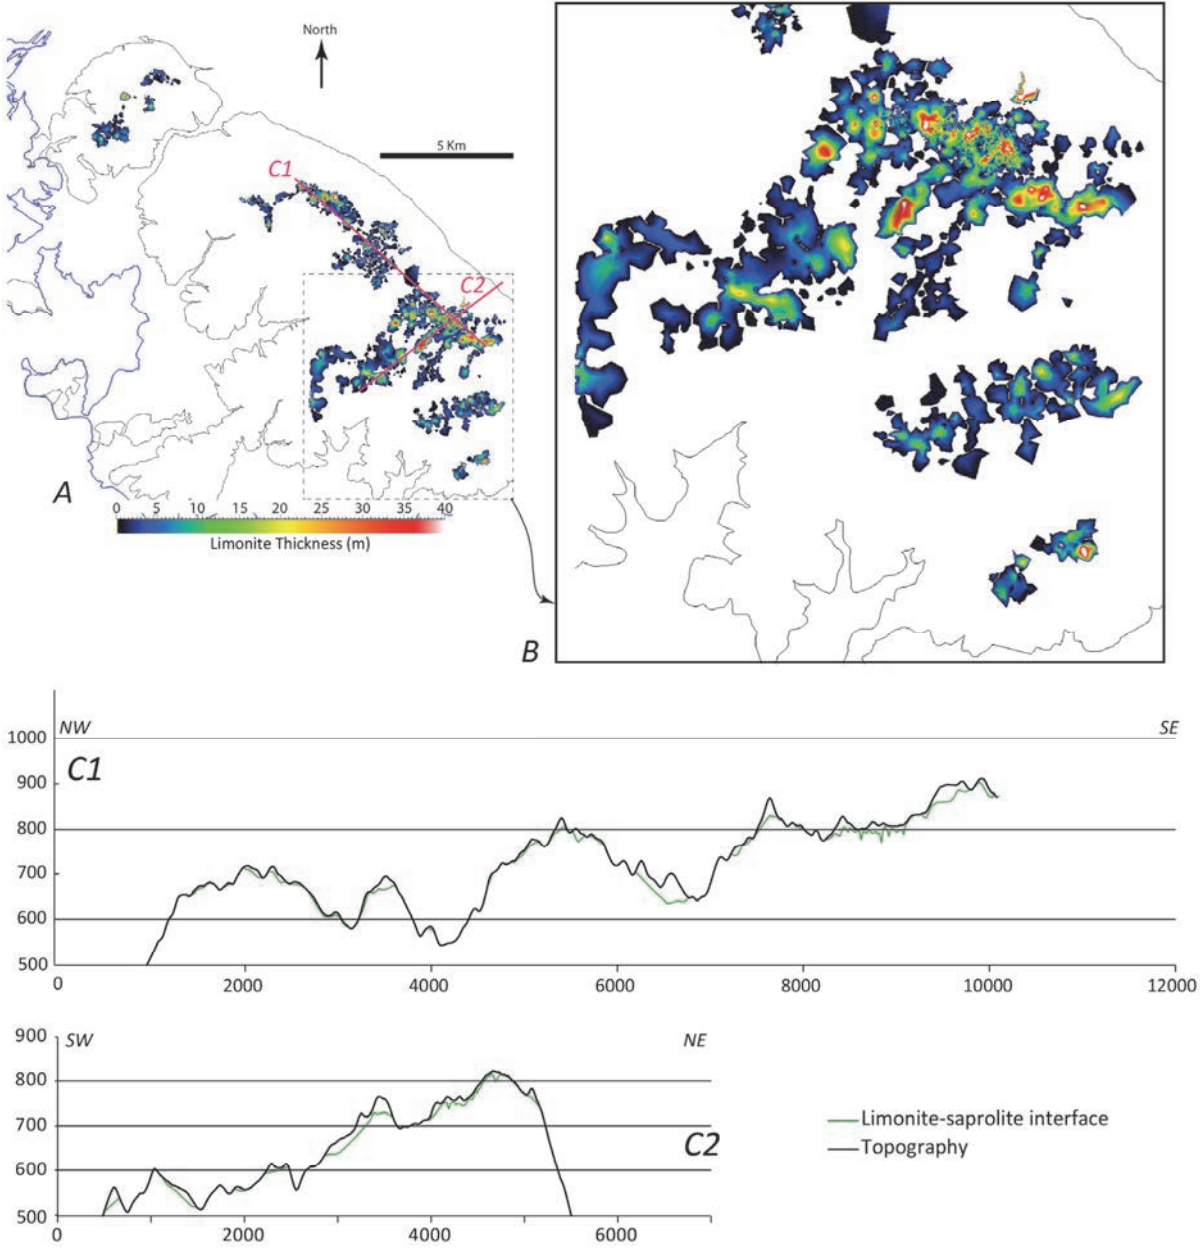 North
5 Km
C1
C2
A
0 5 10 15 20 25 30 35 40
Limonite Thickness (m)
B
NW
SE
C1
1000
900
800
700
600
500
0 2000 4000 6000 8000 10000 12000
SW
NE
900
800
700
600
500
C2
0 2000 4000 6000
Limonite-saprolite interface
Topography